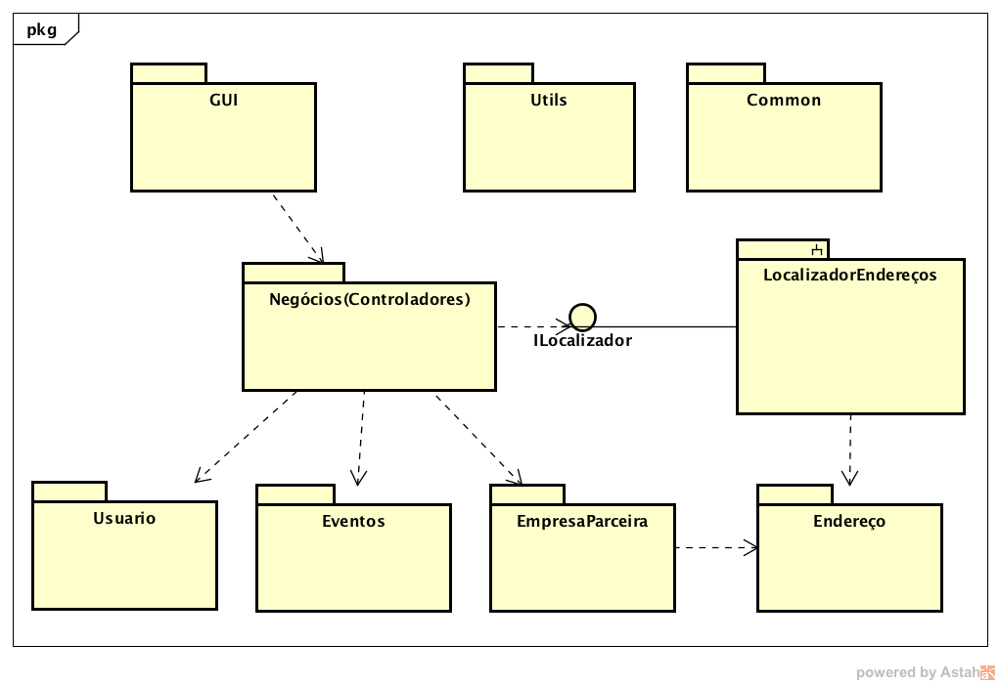 pkg
GUI
Utils
Common
Negócios(Controladores)
ILocalizador
LocalizadorEndereços
Usuario
Eventos
EmpresaParceira
Endereço
powered by Astah